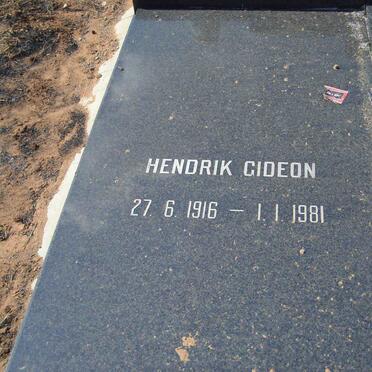 HENDRIK GIDEON
27. 6. 1916 – 1. 1. 1981